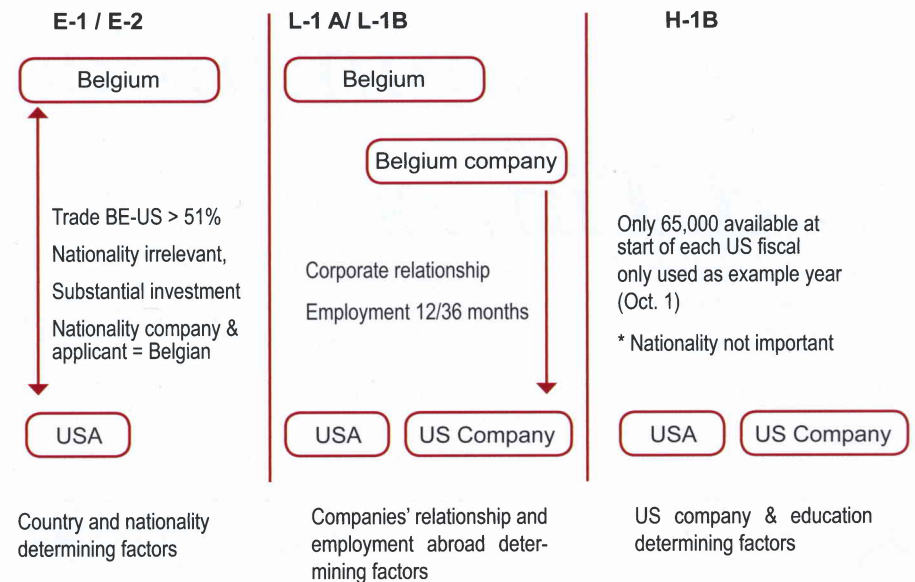 E-1 / E-2
Belgium
Trade BE-US > 51%
Nationality irrelevant,
Substantial investment
Nationality company &
applicant = Belgian
USA
Country and nationality
determining factors
L-1 A/ L-1B
Belgium
Belgium company
Corporate relationship
Employment 12/36 months
USA
US Company
Companies' relationship and
employment abroad deter-
mining factors
H-1B
Only 65,000 available at
start of each US fiscal
only used as example year
(Oct. 1)
* Nationality not important
USA
US Company
US company & education
determining factors